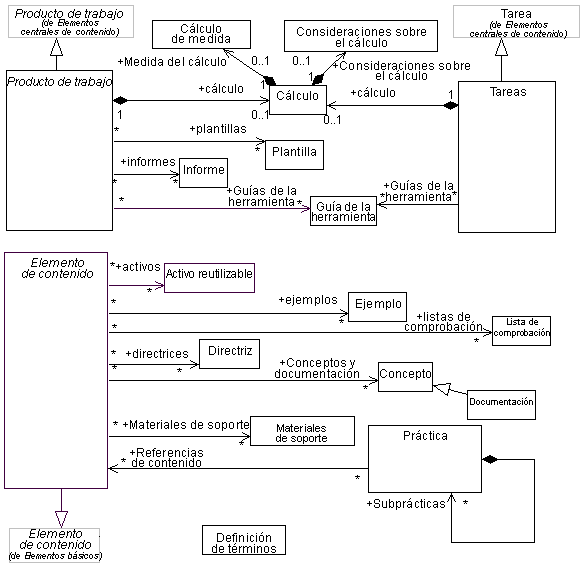 Producto de trabajo
(de Elementos
centrales de contenido)
Tarea
(de Elementos
centrales de contenido)
Cálculo
de medida
Consideraciones sobre
el cálculo
0..1
0..1
+Medida del cálculo
+Consideraciones sobre
el cálculo
1
1
Producto de trabajo
+cálculo
Cálculo
+cálculo
Tareas
1
1
0..1
0..1
*
+plantillas
*
Plantilla
+informes
*
*
Informe
+Guías de la
herramienta
*
*
Guía de la
herramienta
+Guías de la
herramienta
*
*
Elemento
de contenido
*
+activos
*
Activo reutilizable
*
+ejemplos
*
Ejemplo
*
+listas de
comprobación
*
Lista de
comprobación
*
+directrices
*
Directriz
*
+Conceptos y
documentación
*
Concepto
Documentación
*
+Materiales de soporte
*
Materiales
de soporte
Práctica
+Referencias
de contenido
*
*
+Subprácticas
*
Elemento
de contenido
(de Elementos básicos)
Definición
de términos